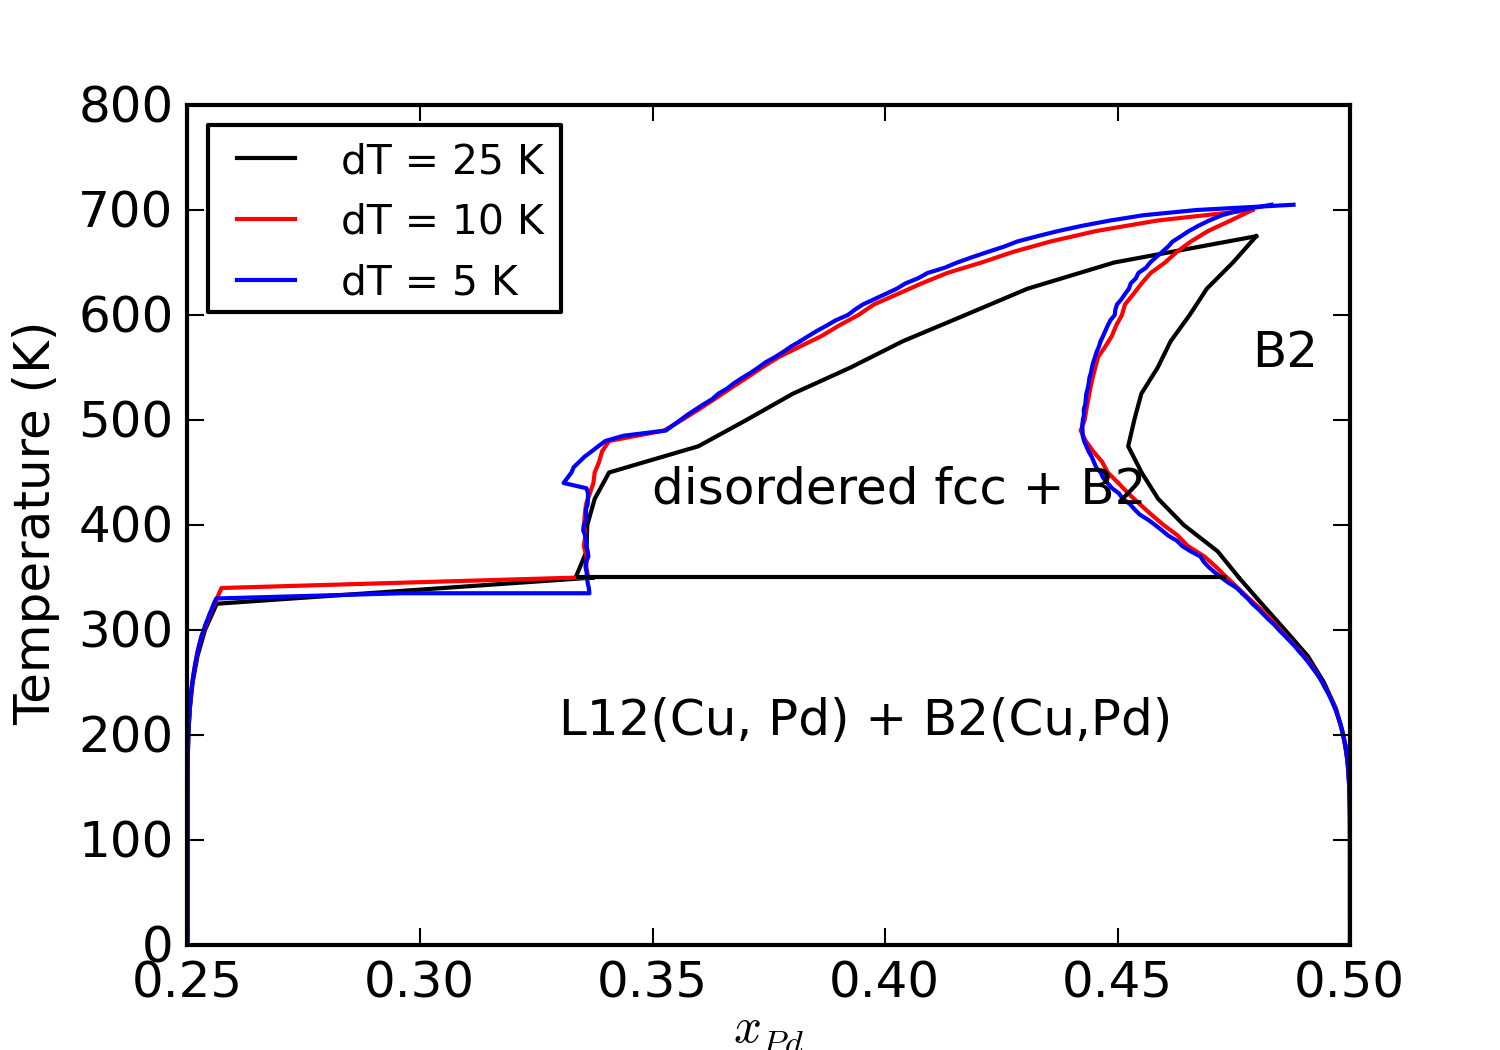 800
700
600
500
400
300
200
100
0
Temperature (K)
dT = 25 K
dT = 10 K
dT = 5 K
B2
disordered fcc + B2
L12(Cu, Pd) + B2(Cu,Pd)
0.25 0.30 0.35 0.40 0.45 0.50
x_{Pd}